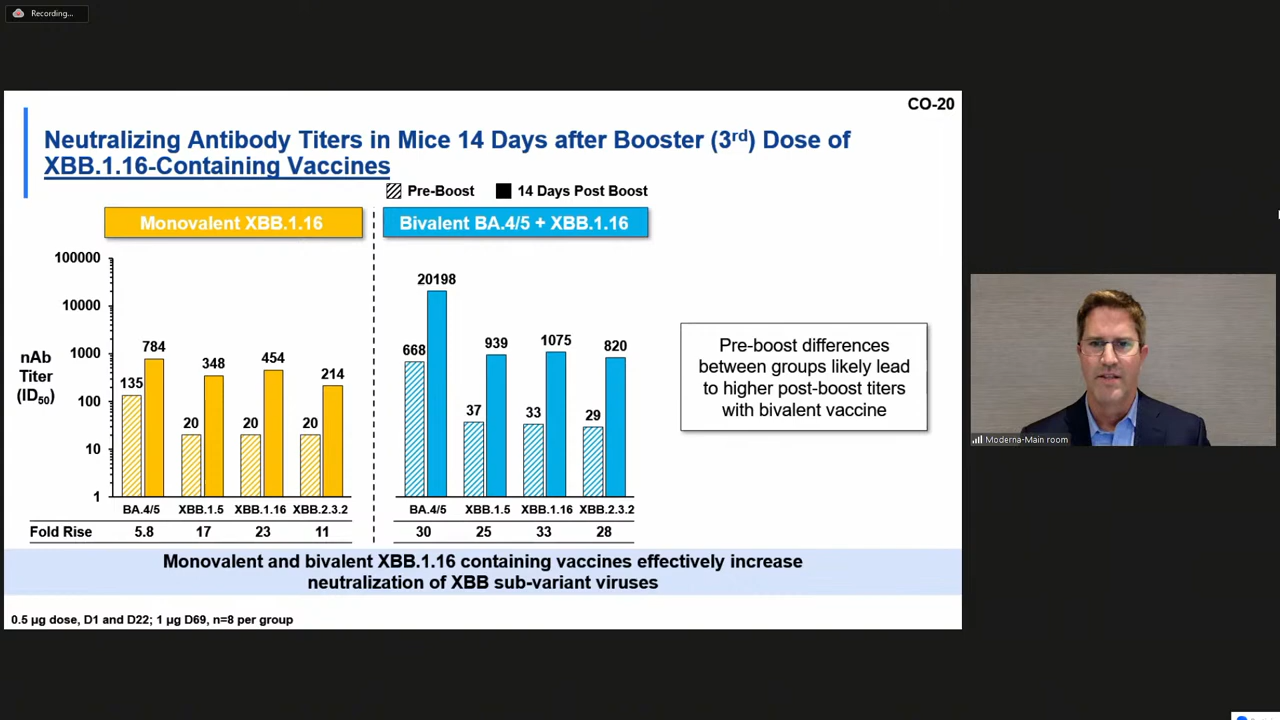 Recording...
CO-20
Neutralizing Antibody Titers in Mice 14 Days after Booster (3rd) Dose of
XBB.1.16-Containing Vaccines
Pre-Boost
14 Days Post Boost
Monovalent XBB.1.16
Bivalent BA.4/5 + XBB.1.16
nAb
Titer
(ID50)
100000
10000
1000
100
10
1
135
784
20
348
20
454
20
214
668
20198
37
939
33
1075
29
820
BA.4/5
XBB.1.5
XBB.1.16
XBB.2.3.2
BA.4/5
XBB.1.5
XBB.1.16
XBB.2.3.2
Fold Rise
5.8
17
23
11
30
25
33
28
Pre-boost differences
between groups likely lead
to higher post-boost titers
with bivalent vaccine
Monovalent and bivalent XBB.1.16 containing vaccines effectively increase
neutralization of XBB sub-variant viruses
0.5 µg dose, D1 and D22; 1 µg D69, n=8 per group
Moderna-Main room